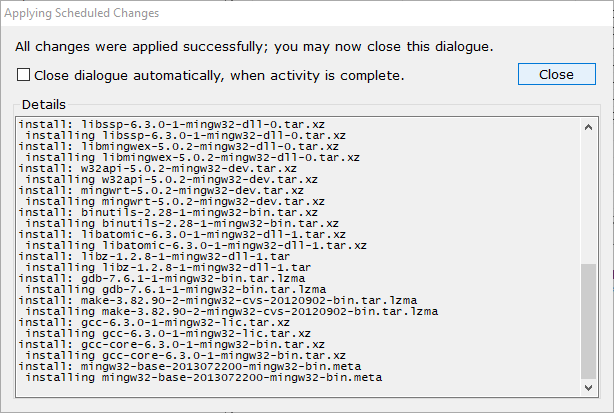 Applying Scheduled Changes
All changes were applied successfully; you may now close this dialogue.
Close dialogue automatically, when activity is complete.
Close
Details
install: libssp-6.3.0-1-mingw32-dll-0.tar.xz
installing libssp-6.3.0-1-mingw32-dll-0.tar.xz
install: libmingwex-5.0.2-mingw32-dll-0.tar.xz
installing libmingwex-5.0.2-mingw32-dll-0.tar.xz
install: w32api-5.0.2-mingw32-dev.tar.xz
installing w32api-5.0.2-mingw32-dev.tar.xz
install: mingwrt-5.0.2-mingw32-dev.tar.xz
installing mingwrt-5.0.2-mingw32-dev.tar.xz
install: binutils-2.28-1-mingw32-bin.tar.xz
installing binutils-2.28-1-mingw32-bin.tar.xz
install: libatomic-6.3.0-1-mingw32-dll-1.tar.xz
installing libatomic-6.3.0-1-mingw32-dll-1.tar.xz
install: libz-1.2.8-1-mingw32-dll-1.tar
installing libz-1.2.8-1-mingw32-dll-1.tar
install: gdb-7.6.1-1-mingw32-bin.tar.lzma
installing gdb-7.6.1-1-mingw32-bin.tar.lzma
install: make-3.82.90-2-mingw32-cvs-20120902-bin.tar.lzma
installing make-3.82.90-2-mingw32-cvs-20120902-bin.tar.lzma
install: gcc-6.3.0-1-mingw32-lic.tar.xz
installing gcc-6.3.0-1-mingw32-lic.tar.xz
install: gcc-core-6.3.0-1-mingw32-bin.tar.xz
installing gcc-core-6.3.0-1-mingw32-bin.tar.xz
install: mingw32-base-2013072200-mingw32-bin.meta
installing mingw32-base-2013072200-mingw32-bin.meta